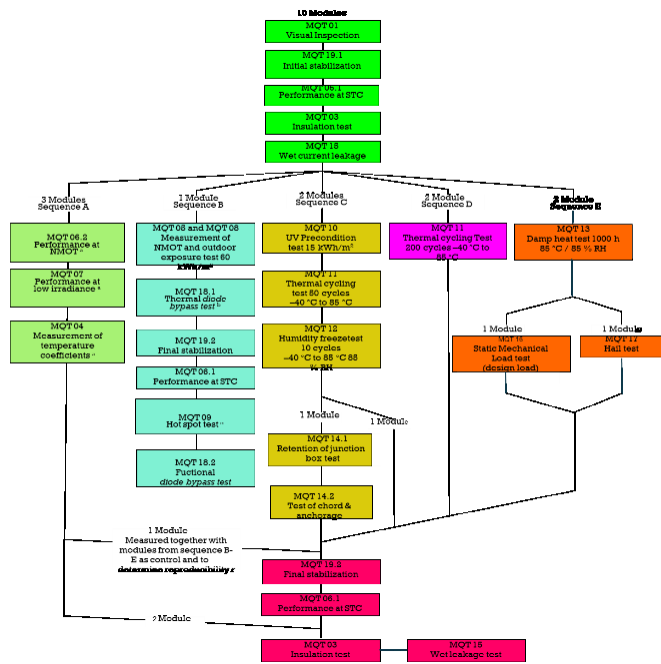 10 Modules
MQT 01
Visual Inspection
MQT 19.1
Initial stabilization
MQT 06.1
Performance at STC
MQT 03
Insulation test
MQT 15
Wet current leakage
3 Modules
Sequence A
1 Module
Sequence B
2 Modules
Sequence C
2 Module
Sequence D
2 Module
Sequence E
MQT 06.2
Performance at
NMOT
MQT 07
Performance at
low irradiance
MQT 04
Measurement of
temperature
coefficients
MQT 05 and MQT 08
Measurement of
NMOT and outdoor
exposure test 60
kWh/m²
MQT 18.1
Thermal diode
bypass test
MQT 19.2
Final stabilization
MQT 06.1
Performance at STC
MQT 09
Hot spot test
MQT 18.2
Fuctional
diode bypass test
MQT 10
UV Precondition
test 15 KWh/m²
MQT 11
Thermal cycling
test 50 cycles
–40 °C to 85 °C
MQT 12
Humidity freezetest
10 cycles
–40 °C to 85 °C 85
% RH
1 Module
1 Module
MQT 14.1
Retention of junction
box test
MQT 14.2
Test of chord &
anchorage
MQT 11
Thermal cycling Test
200 cycles –40 °C to
85 °C
MQT 13
Damp heat test 1000 h
85 °C / 85 % RH
1 Module
1 Module
MQT 16
Static Mechanical
Load test
(design load)
MQT 17
Hail test
1 Module
Measured together with
modules from sequence B-
E as control and to
determine reproducibility.c
2 Module
MQT 19.2
Final stabilization
MQT 06.1
Performance at STC
MQT 03
Insulation test
MQT 15
Wet leakage test